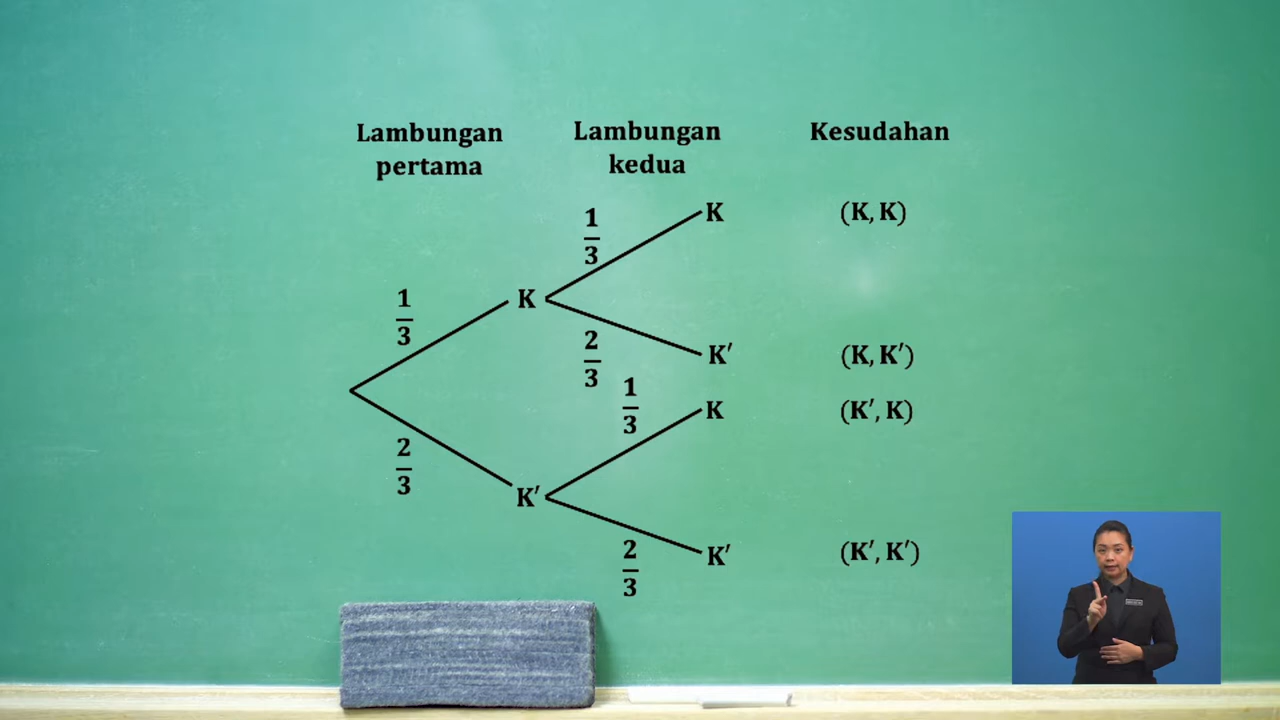 Lambungan pertama
Lambungan kedua
Kesudahan
1/3
K
1/3
K
(K, K)
2/3
K′
(K, K′)
2/3
K′
1/3
K
(K′, K)
2/3
K′
(K′, K′)